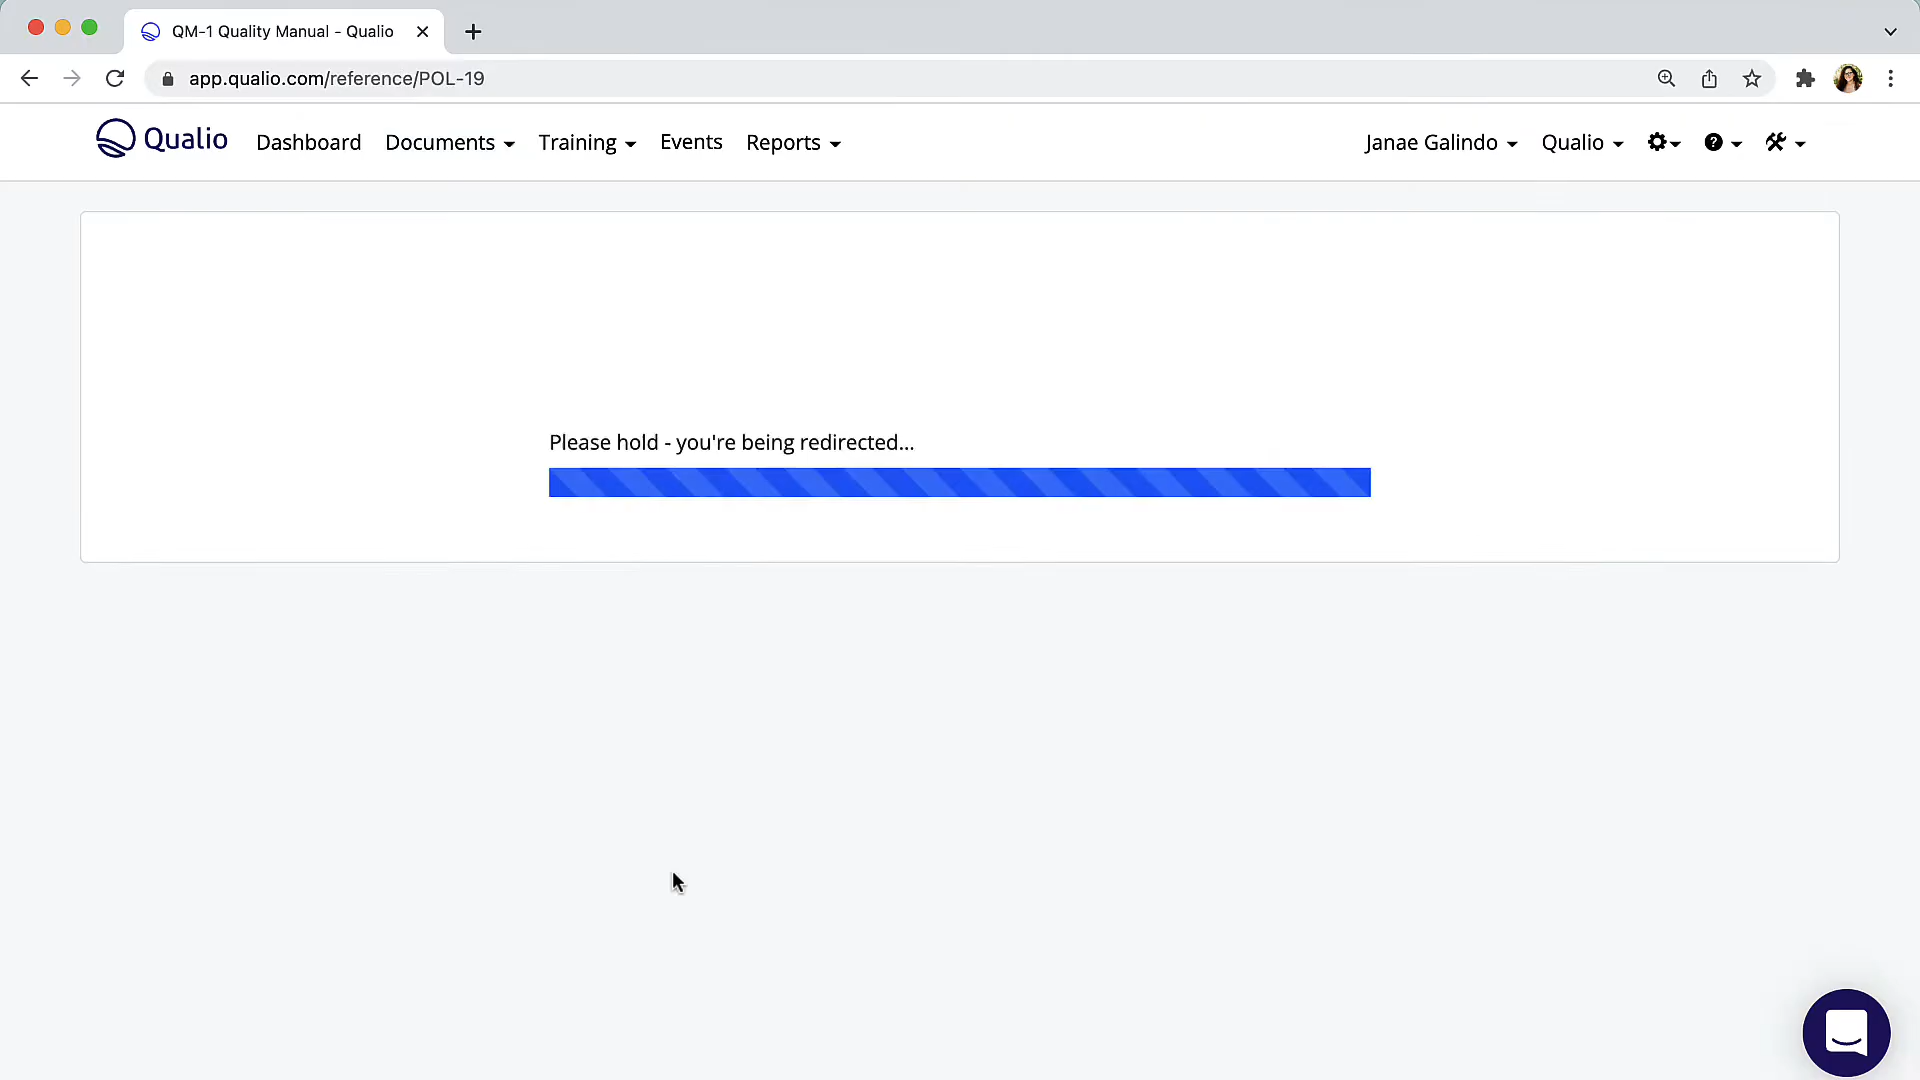 QM-1 Quality Manual - Qualio
app.qualio.com/reference/POL-19
Qualio Dashboard Documents Training Events Reports Janae Galindo Qualio
Please hold - you're being redirected...